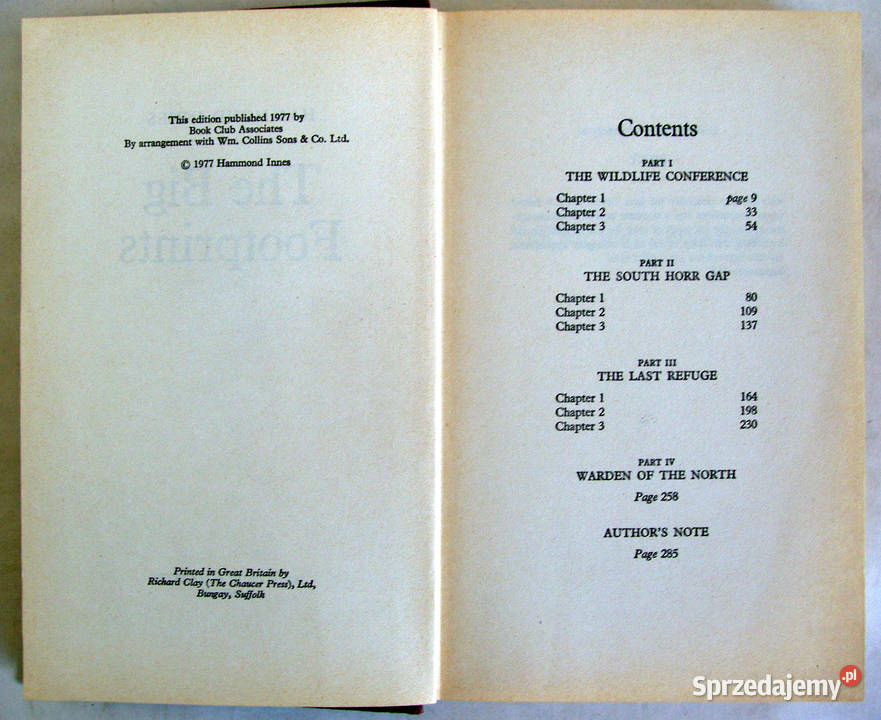 This edition published 1977 by
Book Club Associates
By arrangement with Wm. Collins Sons & Co. Ltd.
© 1977 Hammond Innes
The Big
Footprints
Printed in Great Britain by
Richard Clay (The Chaucer Press), Ltd,
Bungay, Suffolk
Contents
PART I
THE WILDLIFE CONFERENCE
Chapter 1 page 9
Chapter 2 33
Chapter 3 54
PART II
THE SOUTH HORR GAP
Chapter 1 80
Chapter 2 109
Chapter 3 137
PART III
THE LAST REFUGE
Chapter 1 164
Chapter 2 198
Chapter 3 230
PART IV
WARDEN OF THE NORTH
Page 258
AUTHOR'S NOTE
Page 285
Sprzedajemy.pl